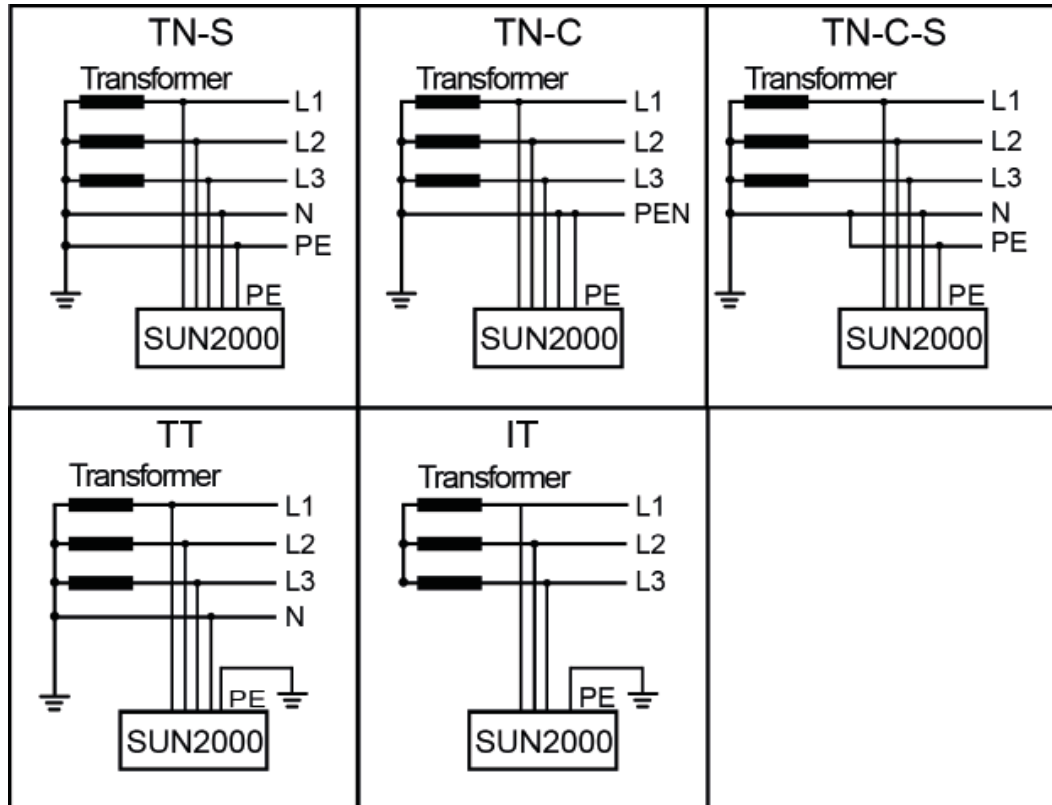 TN-S
Transformer
L1
L2
L3
N
PE
PE
SUN2000
TN-C
Transformer
L1
L2
L3
PEN
PE
SUN2000
TN-C-S
Transformer
L1
L2
L3
N
PE
PE
SUN2000
TT
Transformer
L1
L2
L3
N
PE
SUN2000
IT
Transformer
L1
L2
L3
PE
SUN2000